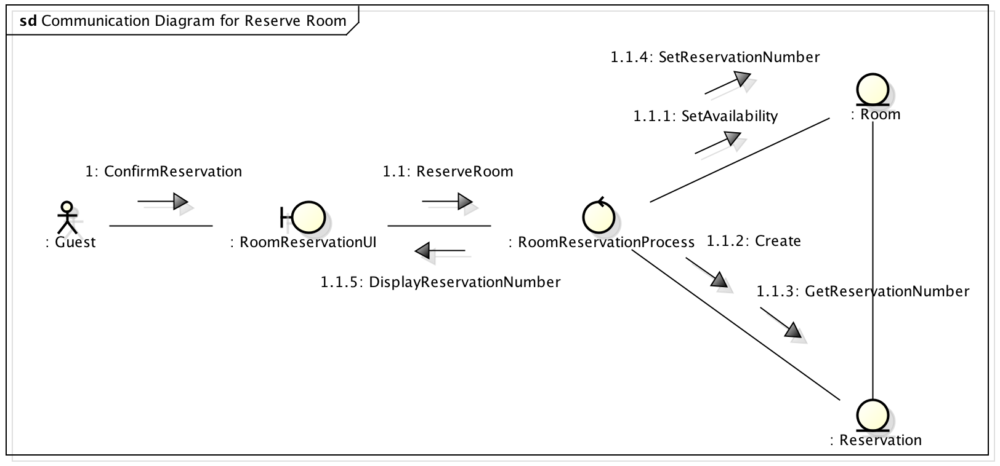 sd Communication Diagram for Reserve Room
1.1.4: SetReservationNumber
: Room
1.1.1: SetAvailability
1: ConfirmReservation
1.1: ReserveRoom
: Guest
: RoomReservationUI
: RoomReservationProcess
1.1.2: Create
1.1.5: DisplayReservationNumber
1.1.3: GetReservationNumber
: Reservation